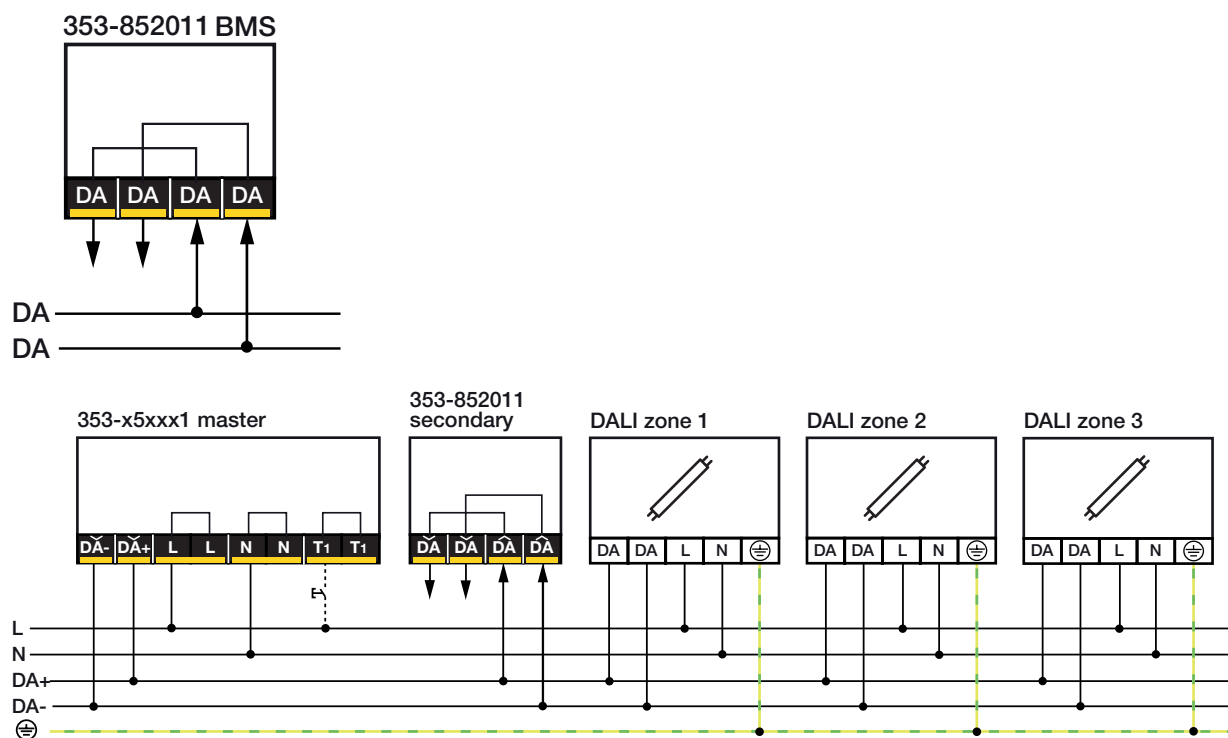 353-852011 BMS
DA DA DA DA
DA
DA
353-x5xxx1 master
353-852011
secondary
DALI zone 1
DALI zone 2
DALI zone 3
DA- DA+ L L N N T1 T1
DA DA DA DA
DA DA L N
DA DA L N
DA DA L N
L
N
DA+
DA-